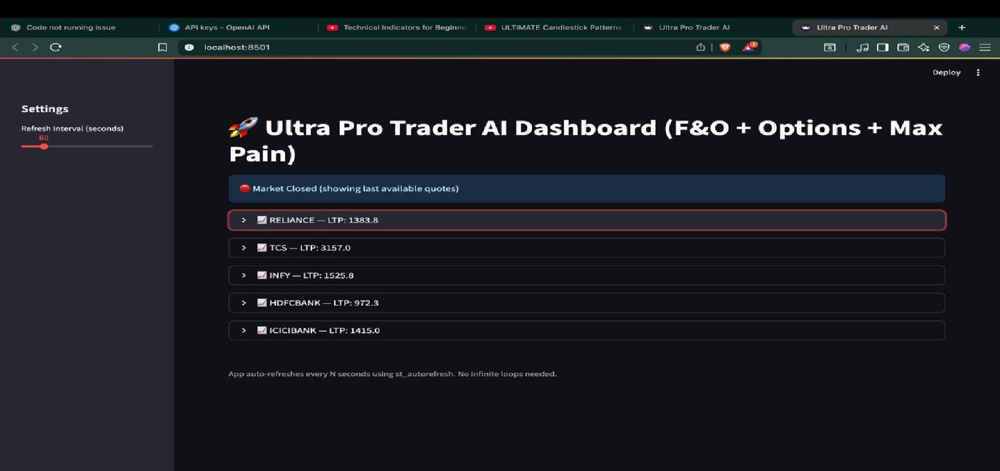 Code not running issue
API keys - OpenAI API
Technical Indicators for Beginne
ULTIMATE Candlestick Patterns
Ultra Pro Trader AI
Ultra Pro Trader AI
localhost:8501
1
Deploy
Settings
Refresh Interval (seconds)
60
🚀 Ultra Pro Trader AI Dashboard (F&O + Options + Max
Pain)
🔴 Market Closed (showing last available quotes)
📈 RELIANCE — LTP: 1383.8
📈 TCS — LTP: 3157.0
📈 INFY — LTP: 1525.8
📈 HDFCBANK — LTP: 972.3
📈 ICICIBANK — LTP: 1415.0
App auto-refreshes every N seconds using st_autorefresh. No infinite loops needed.